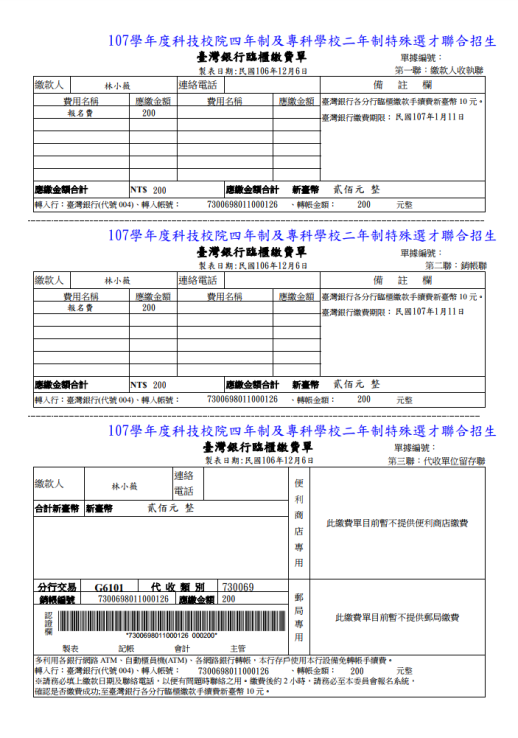 107學年度科技校院四年制及專科學校二年制特殊選才聯合招生
臺灣銀行臨櫃繳費單 單據編號：
製表日期:民國106年12月6日 第一聯：繳款人收執聯
繳款人 林小薇 連絡電話 備 註 欄
費用名稱 應繳金額 費用名稱 應繳金額 臺灣銀行各分行臨櫃繳款手續費新臺幣 10 元。
報名費 200 臺灣銀行繳費期限：民國107年1月11日
應繳金額合計 NT$ 200 應繳金額合計 新臺幣 貳佰元 整
轉入行：臺灣銀行(代號 004)、轉入帳號： 7300698011000126 、轉帳金額： 200 元整
107學年度科技校院四年制及專科學校二年制特殊選才聯合招生
臺灣銀行臨櫃繳費單 單據編號：
製表日期:民國106年12月6日 第二聯：銷帳聯
繳款人 林小薇 連絡電話 備 註 欄
費用名稱 應繳金額 費用名稱 應繳金額 臺灣銀行各分行臨櫃繳款手續費新臺幣 10 元。
報名費 200 臺灣銀行繳費期限：民國107年1月11日
應繳金額合計 NT$ 200 應繳金額合計 新臺幣 貳佰元 整
轉入行：臺灣銀行(代號 004)、轉入帳號： 7300698011000126 、轉帳金額： 200 元整
107學年度科技校院四年制及專科學校二年制特殊選才聯合招生
臺灣銀行臨櫃繳費單 單據編號：
製表日期:民國106年12月6日 第三聯：代收單位留存聯
繳款人 林小薇 連絡電話
合計新臺幣 新臺幣 貳佰元 整
便利商店專用 此繳費單目前暫不提供便利商店繳費
分行交易 G6101 代 收 類 別 730069
銷帳編號 7300698011000126 應繳金額 200
認證欄 *7300698011000126 000200*
郵局專用 此繳費單目前暫不提供郵局繳費
製表 記帳 會計 主管
多利用各銀行網路 ATM、自動櫃員機(ATM)、各網路銀行轉帳，本行存戶使用本行設備免轉帳手續費。
轉入行：臺灣銀行(代號 004)、轉入帳號： 7300698011000126 、轉帳金額： 200 元整
※請務必填上繳款日期及聯絡電話，以便有問題時聯絡之用。繳費後約 2 小時，請務必至本委員會報名系統，
確認是否繳費成功;至臺灣銀行各分行臨櫃繳款手續費新臺幣 10 元。